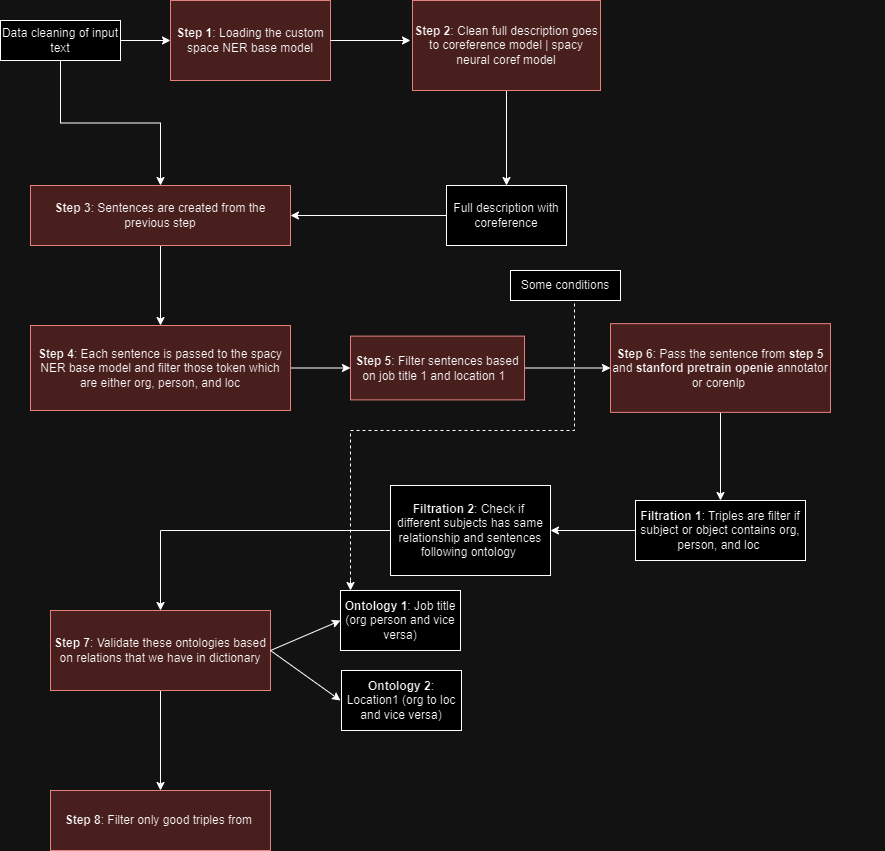 Data cleaning of input
text
Step 1: Loading the custom
space NER base model
Step 2: Clean full description goes
to coreference model | spacy
neural coref model
Step 3: Sentences are created from the
previous step
Full description with
coreference
Some conditions
Step 4: Each sentence is passed to the spacy
NER base model and filter those token which
are either org, person, and loc
Step 5: Filter sentences based
on job title 1 and location 1
Step 6: Pass the sentence from step 5
and stanford pretrain openie annotator
or corenlp
Filtration 2: Check if
different subjects has same
relationship and sentences
following ontology
Filtration 1: Triples are filter if
subject or object contains org,
person, and loc
Ontology 1: Job title
(org person and vice
versa)
Step 7: Validate these ontologies based
on relations that we have in dictionary
Ontology 2:
Location1 (org to loc
and vice versa)
Step 8: Filter only good triples from